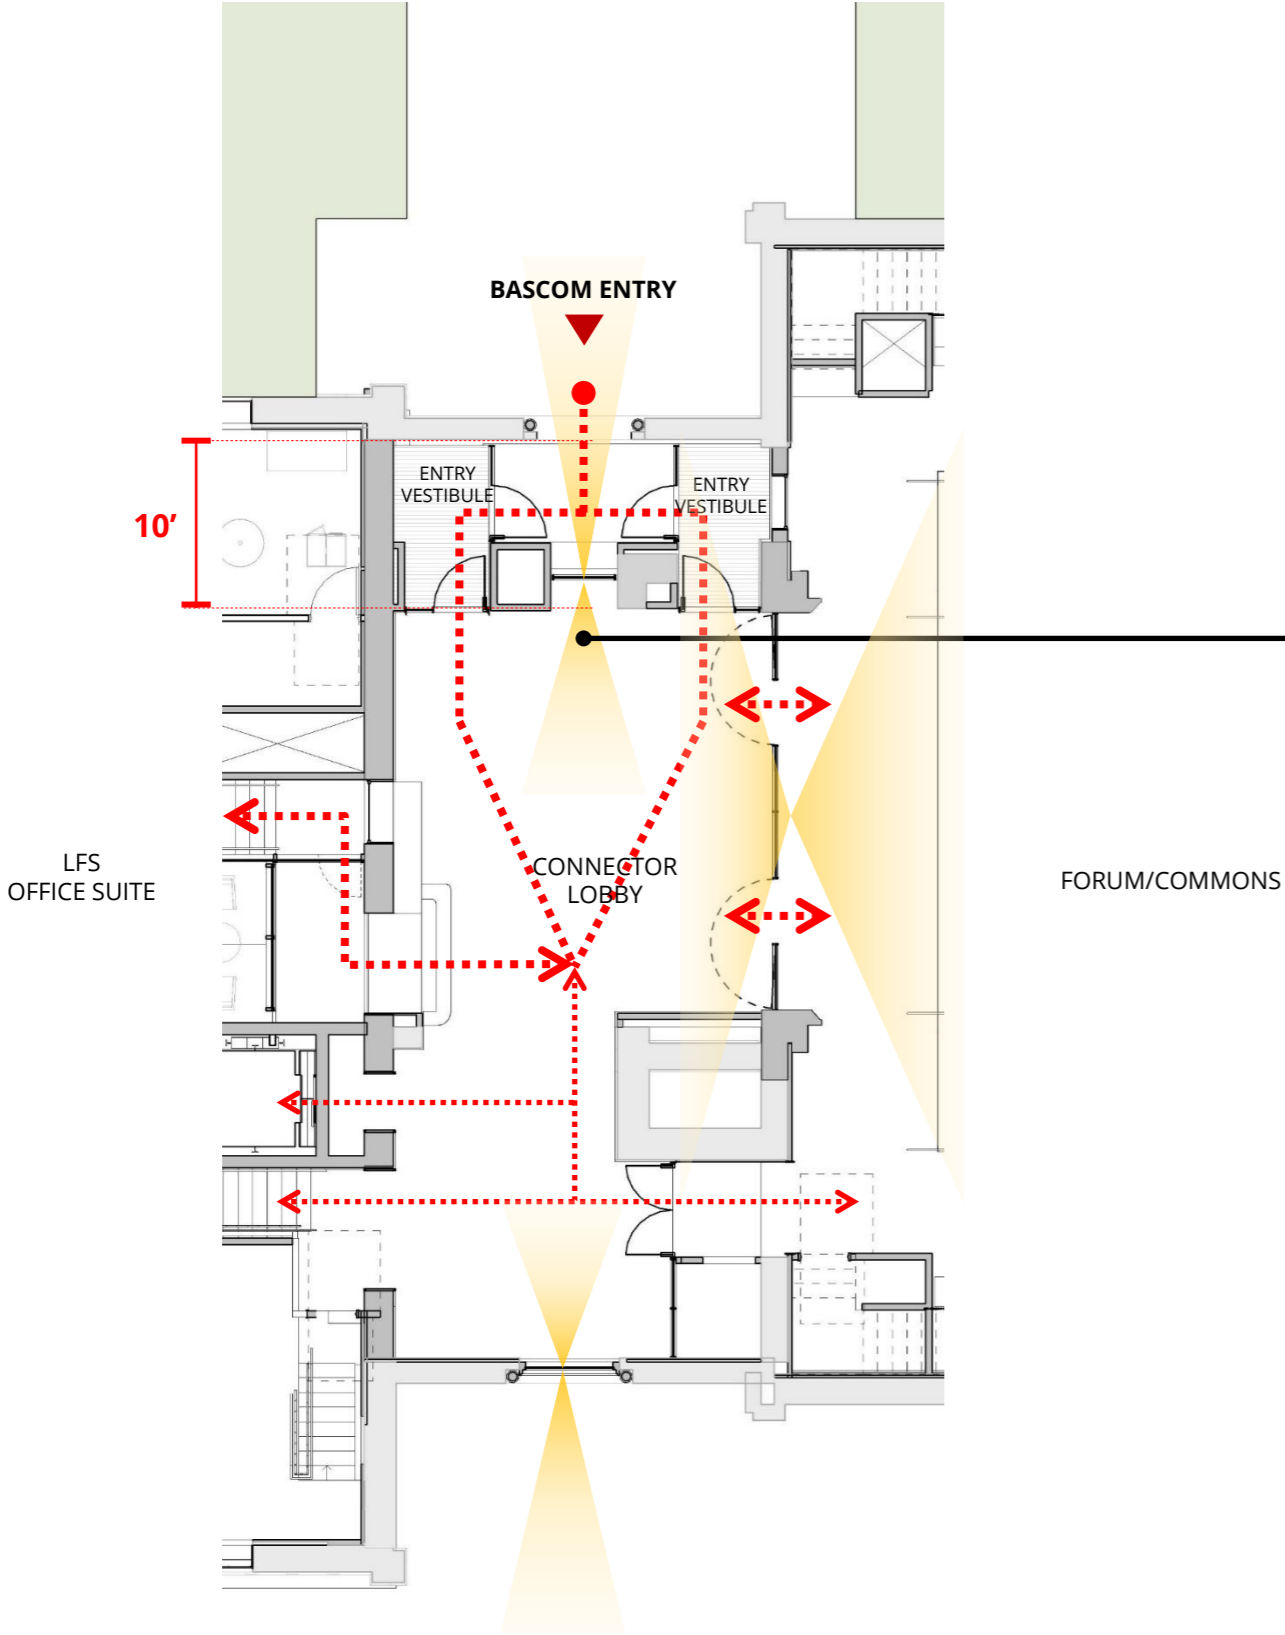 BASCOM ENTRY
ENTRY
VESTIBULE
ENTRY
VESTIBULE
10’
CONNECTOR
LOBBY
LFS
OFFICE SUITE
FORUM/COMMONS